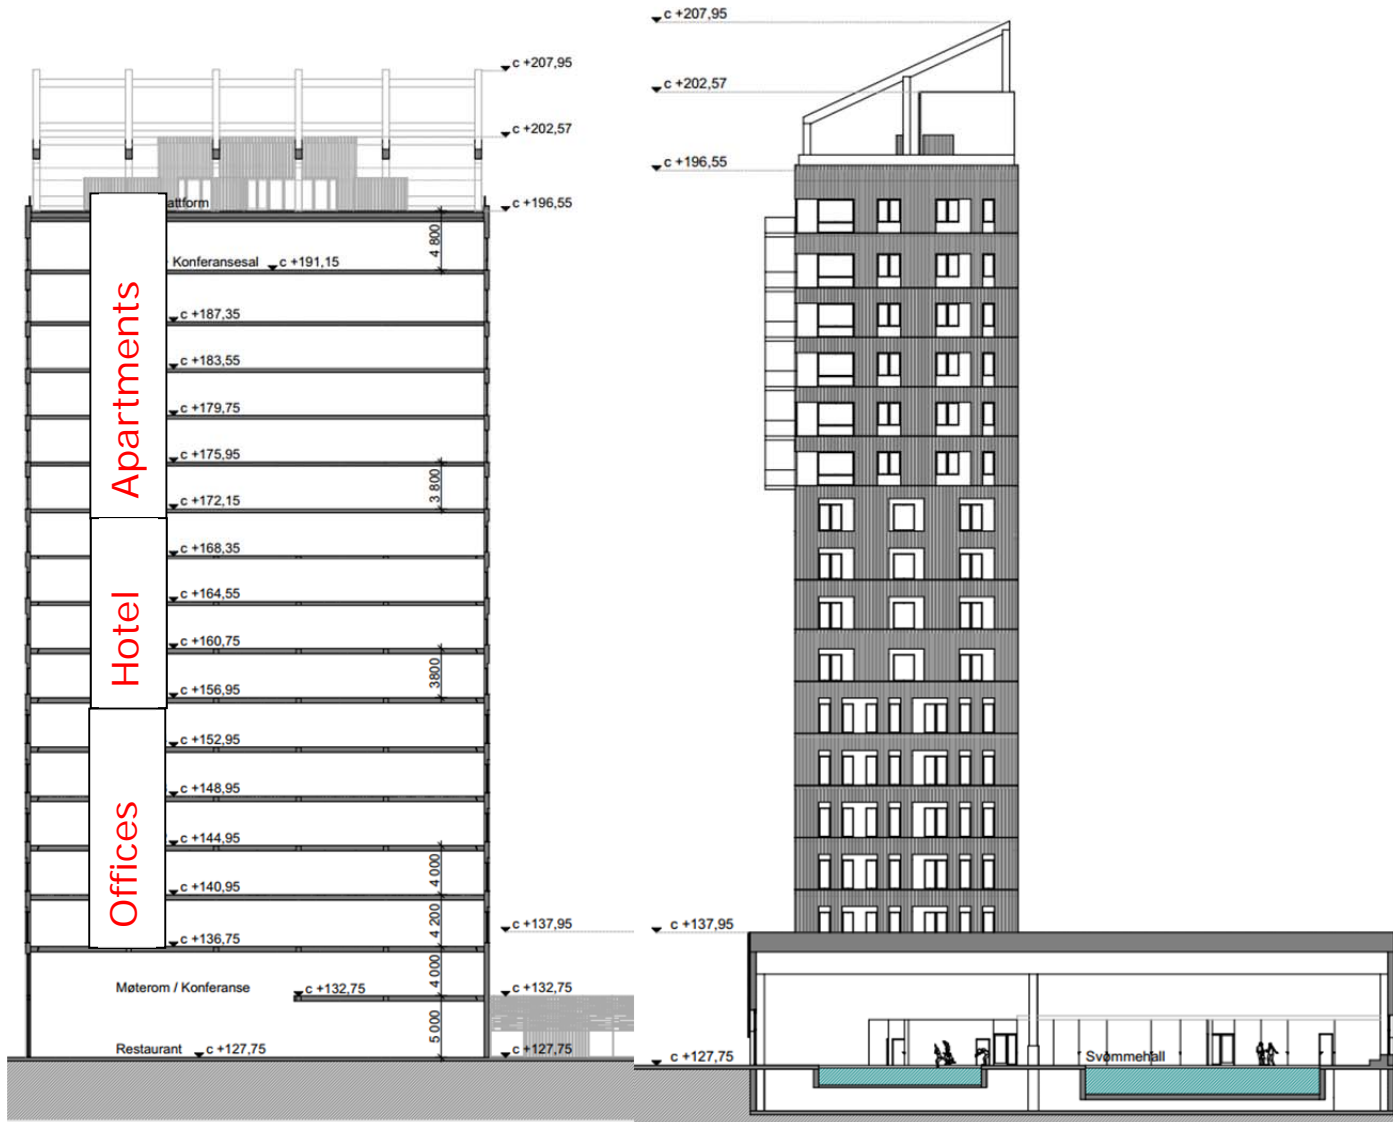 c +207,95
c +202,57
c +196,55
attform
4 800
Konferansesal c +191,15
c +187,35
c +183,55
c +179,75
c +175,95
3 800
c +172,15
c +168,35
c +164,55
c +160,75
3800
c +156,95
c +152,95
c +148,95
c +144,95
4 000
c +140,95
4 200
c +136,75
c +137,95
4 000
Møterom / Konferanse
c +132,75
c +132,75
5 000
Restaurant c +127,75
c +127,75
Apartments
Hotel
Offices
c +207,95
c +202,57
c +196,55
c +137,95
c +127,75
Svømmehall